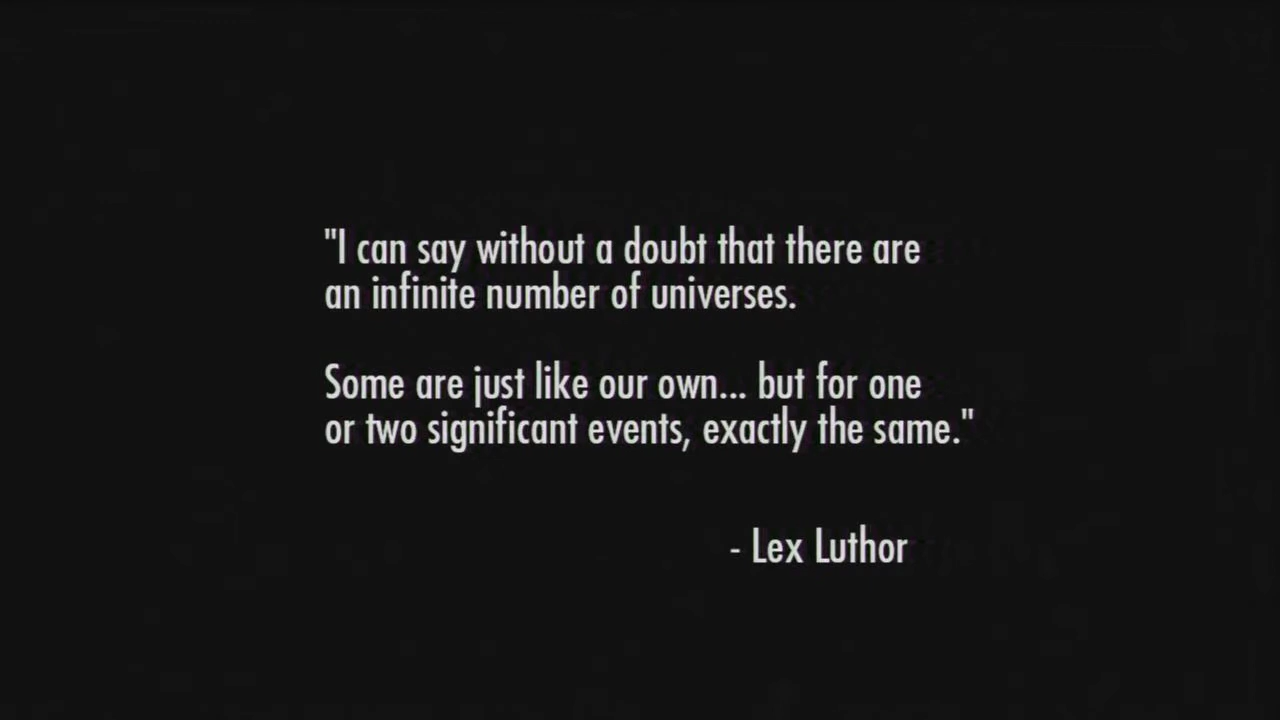 "I can say without a doubt that there are
an infinite number of universes.
Some are just like our own... but for one
or two significant events, exactly the same."
- Lex Luthor